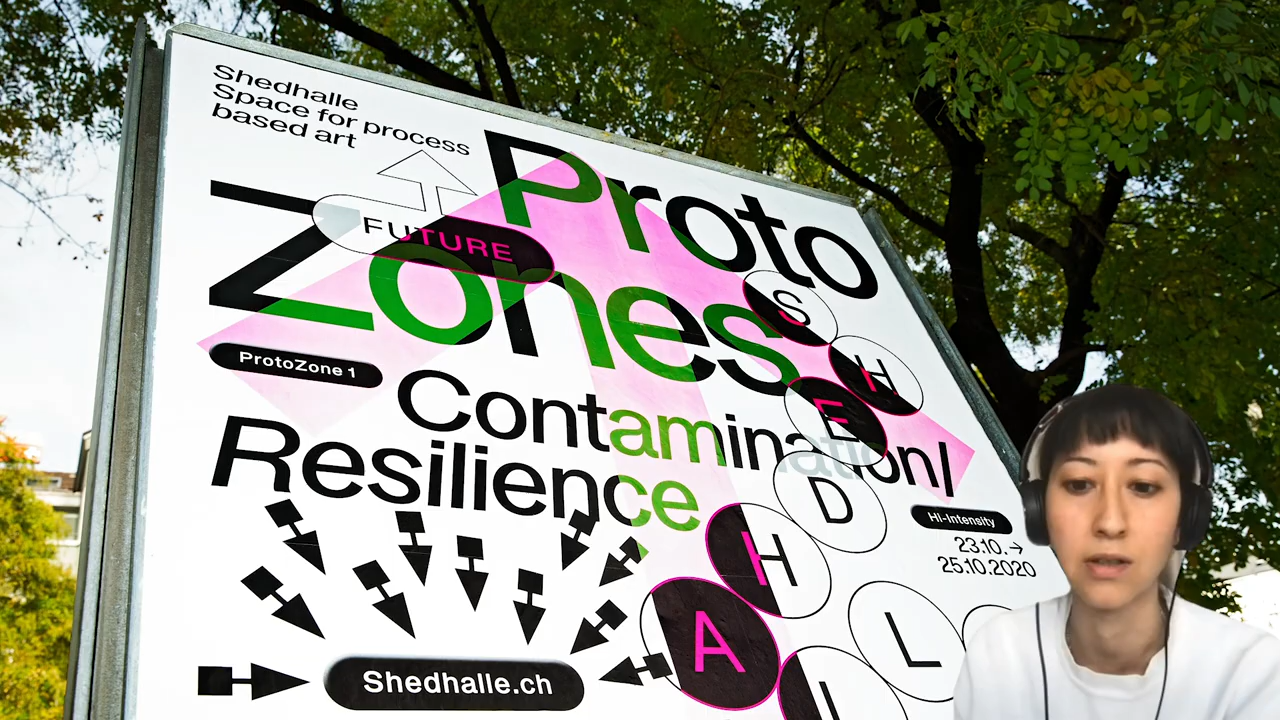 Shedhalle
Space for process
based art
Proto
Zones
FUTURE
ProtoZone 1
Contamination/
Resilience
Hi-Intensity
23.10.→
25.10.2020
S
H
E
D
H
A
L
Shedhalle.ch